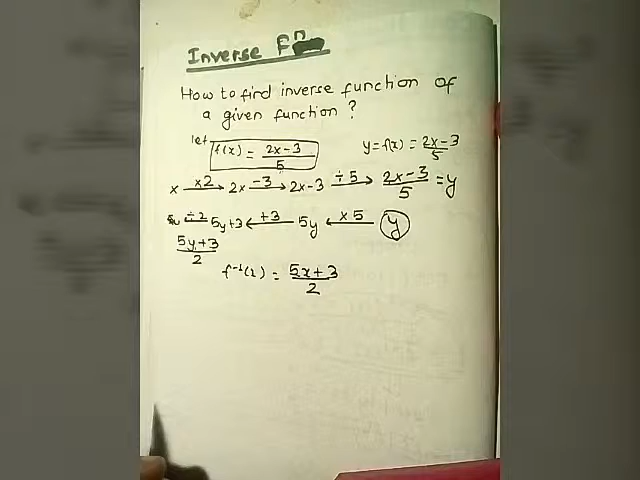 Inverse Fn
How to find inverse function of
a given function ?
let f(x) = (2x-3)/5 y = f(x) = (2x-3)/5
x —×2→ 2x —-3→ 2x-3 —÷5→ (2x-3)/5 = y
÷2 5y+3 ←+3— 5y ←×5— y
(5y+3)/2
f⁻¹(x) = (5x+3)/2